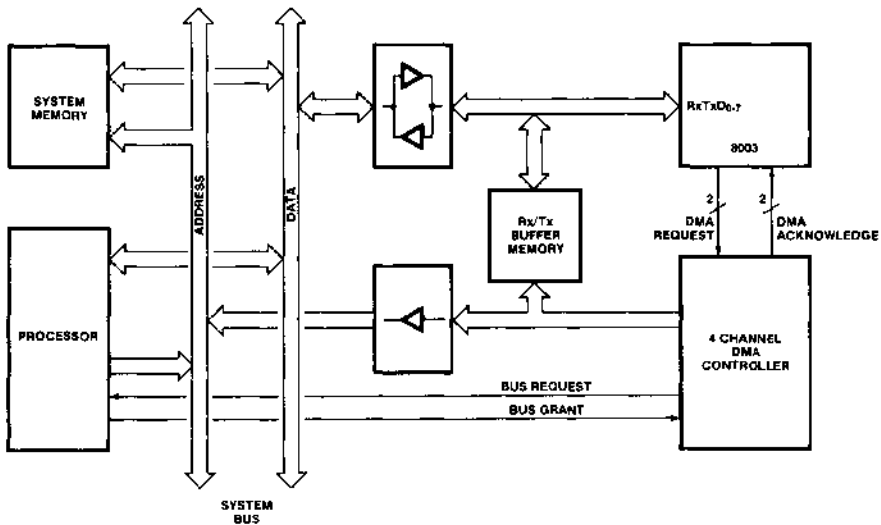 SYSTEM
MEMORY
RxTxD0-7
8003
ADDRESS
DATA
Rx/Tx
BUFFER
MEMORY
2
DMA
REQUEST
2
DMA
ACKNOWLEDGE
PROCESSOR
4 CHANNEL
DMA
CONTROLLER
BUS REQUEST
BUS GRANT
SYSTEM
BUS